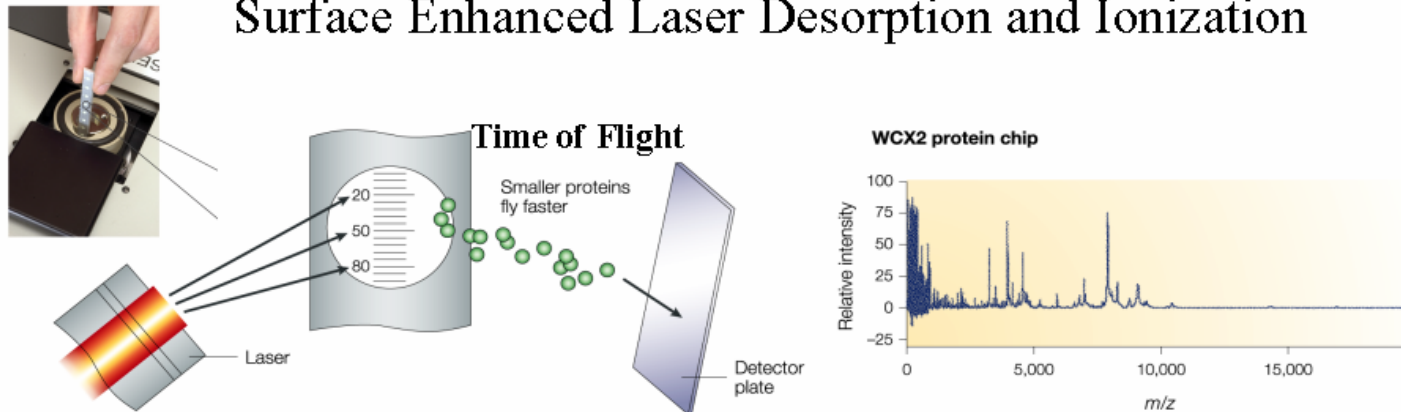 Surface Enhanced Laser Desorption and Ionization
Time of Flight
Smaller proteins
fly faster
20
50
80
Laser
Detector
plate
WCX2 protein chip
Relative intensity
100
75
50
25
0
−25
0
5,000
10,000
15,000
m/z